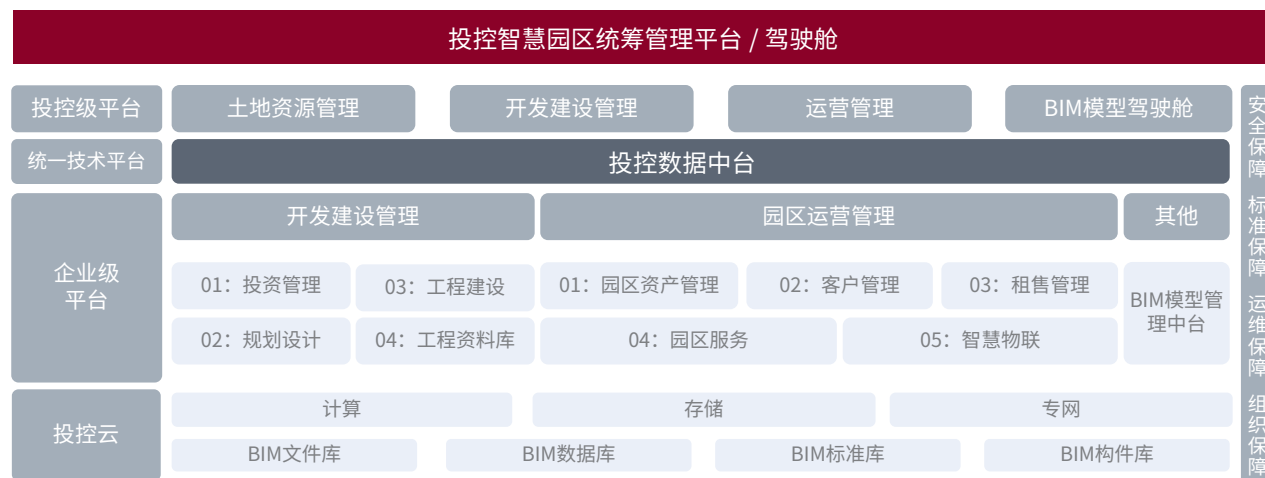 投控智慧园区统筹管理平台 / 驾驶舱
投控级平台
土地资源管理
开发建设管理
运营管理
BIM模型驾驶舱
统一技术平台
投控数据中台
企业级
平台
开发建设管理
园区运营管理
其他
01：投资管理
03：工程建设
01：园区资产管理
02：客户管理
03：租售管理
BIM模型管
理中台
02：规划设计
04：工程资料库
04：园区服务
05：智慧物联
投控云
计算
存储
专网
BIM文件库
BIM数据库
BIM标准库
BIM构件库
安全保障
标准保障
运维保障
组织保障